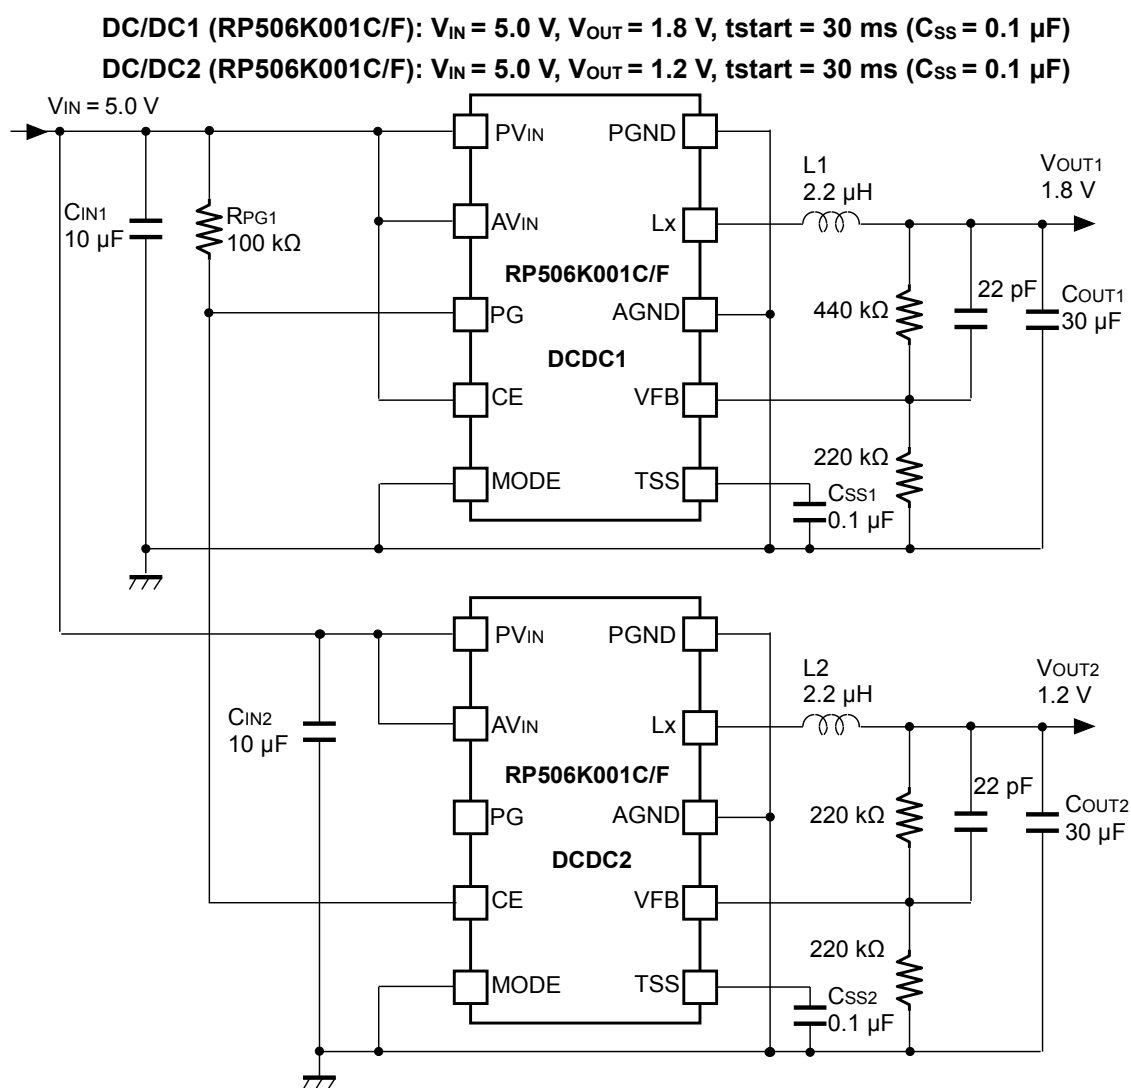 DC/DC1 (RP506K001C/F): VIN = 5.0 V, VOUT = 1.8 V, tstart = 30 ms (CSS = 0.1 µF)
DC/DC2 (RP506K001C/F): VIN = 5.0 V, VOUT = 1.2 V, tstart = 30 ms (CSS = 0.1 µF)
VIN = 5.0 V
CIN1
10 µF
RPG1
100 kΩ
PVIN
PGND
AVIN
Lx
RP506K001C/F
PG
AGND
DCDC1
CE
VFB
MODE
TSS
L1
2.2 µH
VOUT1
1.8 V
440 kΩ
22 pF
COUT1
30 µF
220 kΩ
CSS1
0.1 µF
CIN2
10 µF
PVIN
PGND
AVIN
Lx
RP506K001C/F
PG
AGND
DCDC2
CE
VFB
MODE
TSS
L2
2.2 µH
VOUT2
1.2 V
220 kΩ
22 pF
COUT2
30 µF
220 kΩ
CSS2
0.1 µF